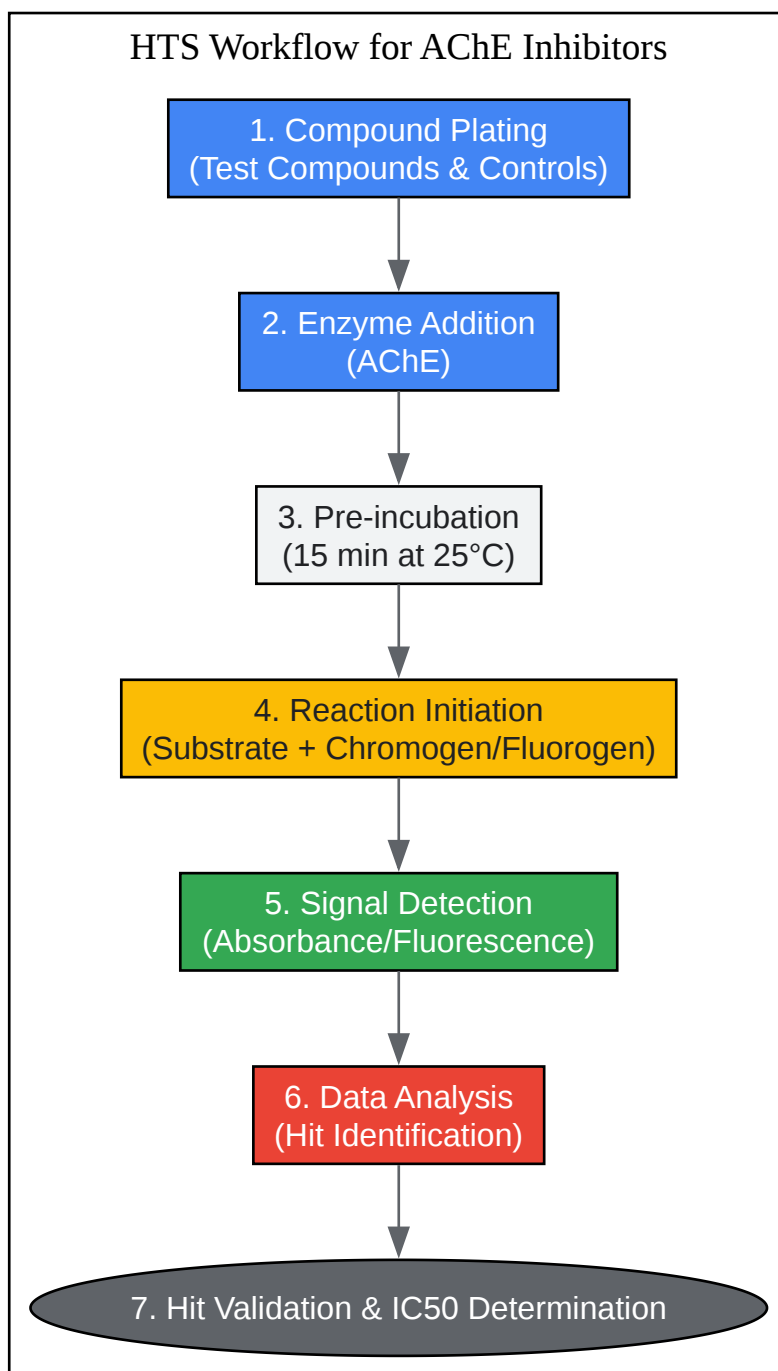 HTS Workflow for AChE Inhibitors
1. Compound Plating
(Test Compounds & Controls)
2. Enzyme Addition
(AChE)
3. Pre-incubation
(15 min at 25°C)
4. Reaction Initiation
(Substrate + Chromogen/Fluorogen)
5. Signal Detection
(Absorbance/Fluorescence)
6. Data Analysis
(Hit Identification)
7. Hit Validation & IC50 Determination